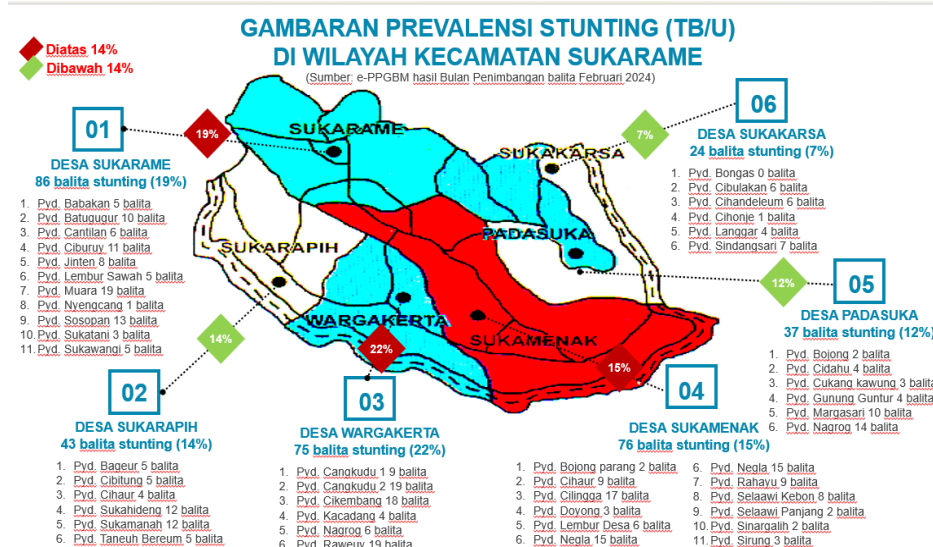 GAMBARAN PREVALENSI STUNTING (TB/U)
DI WILAYAH KECAMATAN SUKARAME
(Sumber: e-PPGBM hasil Bulan Penimbangan balita Februari 2024)
Diatas 14%
Dibawah 14%
01
19%
DESA SUKARAME
86 balita stunting (19%)
1. Pyd. Babakan 5 balita
2. Pyd. Batugugur 10 balita
3. Pyd. Cantilan 6 balita
4. Pyd. Ciburuy 11 balita
5. Pyd. Jinten 8 balita
6. Pyd. Lembur Sawah 5 balita
7. Pyd. Muara 19 balita
8. Pyd. Nyengcang 1 balita
9. Pyd. Sosopan 13 balita
10. Pyd. Sukatani 3 balita
11. Pyd. Sukawangi 5 balita
SUKARAME
SUKAKARSA
SUKARAPIH
PADASUKA
WARGAKERTA
SUKAMENAK
06
7%
DESA SUKAKARSA
24 balita stunting (7%)
1. Pyd. Bongas 0 balita
2. Pyd. Cibulakan 6 balita
3. Pyd. Cihandeleum 6 balita
4. Pyd. Cihonje 1 balita
5. Pyd. Langgar 4 balita
6. Pyd. Sindangsari 7 balita
05
12%
DESA PADASUKA
37 balita stunting (12%)
1. Pyd. Bojong 2 balita
2. Pyd. Cidahu 4 balita
3. Pyd. Cukang kawung 3 balita
4. Pyd. Gunung Guntur 4 balita
5. Pyd. Margasari 10 balita
6. Pyd. Nagrog 14 balita
02
14%
DESA SUKARAPIH
43 balita stunting (14%)
1. Pyd. Bageur 5 balita
2. Pyd. Cibitung 5 balita
3. Pyd. Cihaur 4 balita
4. Pyd. Sukahideng 12 balita
5. Pyd. Sukamanah 12 balita
6. Pyd. Taneuh Bereum 5 balita
03
22%
DESA WARGAKERTA
75 balita stunting (22%)
1. Pyd. Cangkudu 1 9 balita
2. Pyd. Cangkudu 2 19 balita
3. Pyd. Cikembang 18 balita
4. Pyd. Kacadang 4 balita
5. Pyd. Nagrog 6 balita
6. Pyd. Raweuy 19 balita
04
15%
DESA SUKAMENAK
76 balita stunting (15%)
1. Pyd. Bojong parang 2 balita
2. Pyd. Cihaur 9 balita
3. Pyd. Cilingga 17 balita
4. Pyd. Doyong 3 balita
5. Pyd. Lembur Desa 6 balita
6. Pyd. Negla 15 balita
6. Pyd. Negla 15 balita
7. Pyd. Rahayu 9 balita
8. Pyd. Selaawi Kebon 8 balita
9. Pyd. Selaawi Panjang 2 balita
10. Pyd. Sinargalih 2 balita
11. Pyd. Sirung 3 balita